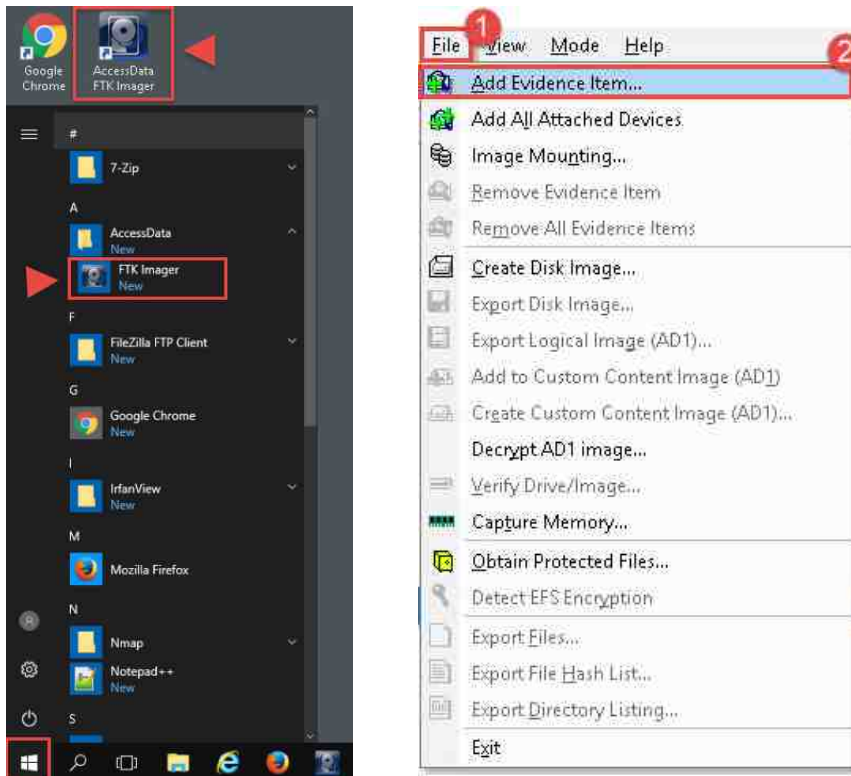 Google
Chrome
AccessData
FTK Imager
#
7-Zip
A
AccessData
New
FTK Imager
New
F
FileZilla FTP Client
New
G
Google Chrome
New
I
IrfanView
New
M
Mozilla Firefox
N
Nmap
Notepad++
New
S
1
2
File View Mode Help
Add Evidence Item...
Add All Attached Devices
Image Mounting...
Remove Evidence Item
Remove All Evidence Items
Create Disk Image...
Export Disk Image...
Export Logical Image (AD1)...
Add to Custom Content Image (AD1)
Create Custom Content Image (AD1)...
Decrypt AD1 image...
Verify Drive/Image...
Capture Memory...
Obtain Protected Files...
Detect EFS Encryption
Export Files...
Export File Hash List...
Export Directory Listing...
Exit